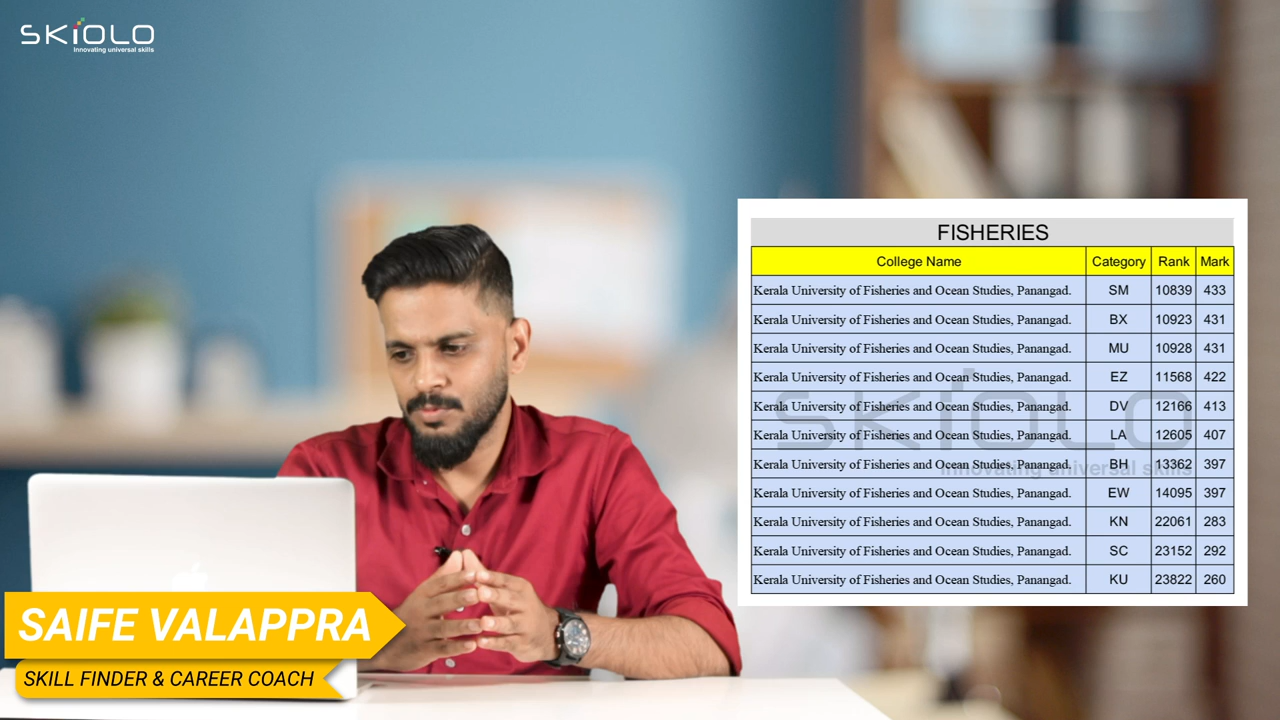 SKIOLO
Innovating universal skills
FISHERIES
College Name Category Rank Mark
Kerala University of Fisheries and Ocean Studies, Panangad. SM 10839 433
Kerala University of Fisheries and Ocean Studies, Panangad. BX 10923 431
Kerala University of Fisheries and Ocean Studies, Panangad. MU 10928 431
Kerala University of Fisheries and Ocean Studies, Panangad. EZ 11568 422
Kerala University of Fisheries and Ocean Studies, Panangad. DV 12166 413
Kerala University of Fisheries and Ocean Studies, Panangad. LA 12605 407
Kerala University of Fisheries and Ocean Studies, Panangad. BH 13362 397
Kerala University of Fisheries and Ocean Studies, Panangad. EW 14095 397
Kerala University of Fisheries and Ocean Studies, Panangad. KN 22061 283
Kerala University of Fisheries and Ocean Studies, Panangad. SC 23152 292
Kerala University of Fisheries and Ocean Studies, Panangad. KU 23822 260
SKIOLO
Innovating universal skills
SAIFE VALAPPRA
SKILL FINDER & CAREER COACH